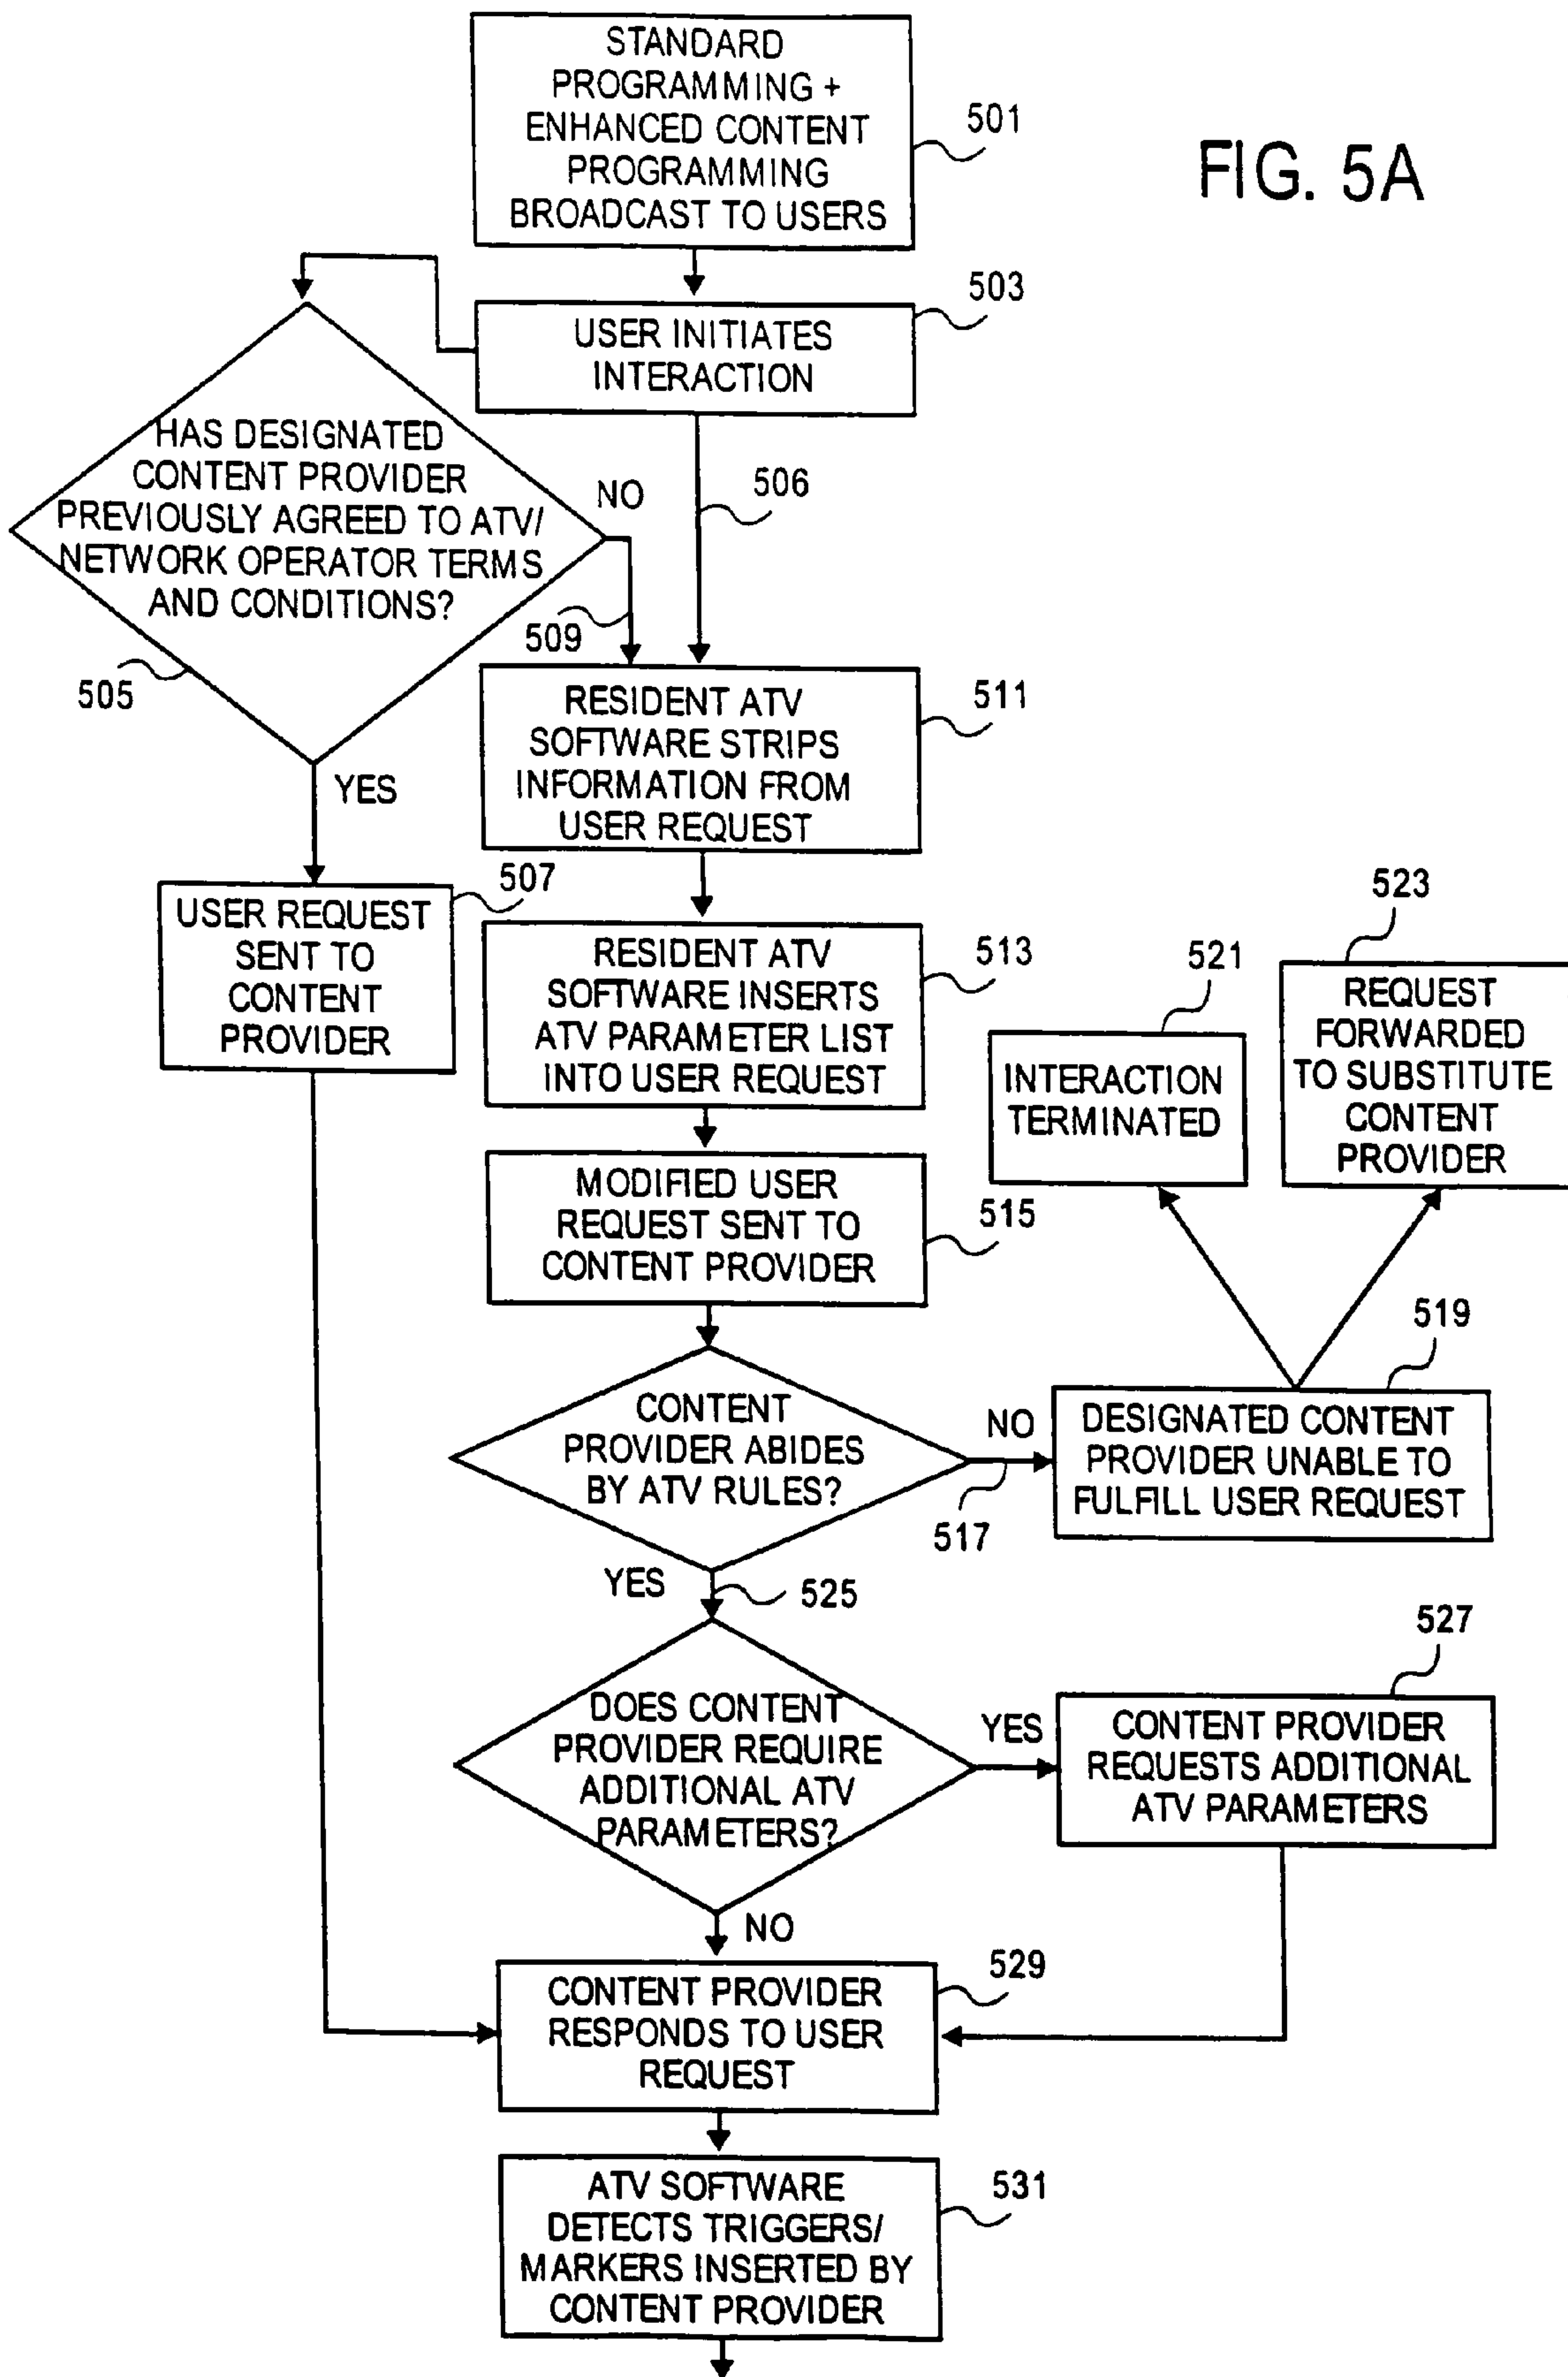 FIG. 5A
STANDARD
PROGRAMMING +
ENHANCED CONTENT
PROGRAMMING
BROADCAST TO USERS
501
503
USER INITIATES
INTERACTION
HAS DESIGNATED
CONTENT PROVIDER
PREVIOUSLY AGREED TO ATV/
NETWORK OPERATOR TERMS
AND CONDITIONS?
NO
506
509
505
YES
RESIDENT ATV
SOFTWARE STRIPS
INFORMATION FROM
USER REQUEST
511
507
USER REQUEST
SENT TO
CONTENT
PROVIDER
RESIDENT ATV
SOFTWARE INSERTS
ATV PARAMETER LIST
INTO USER REQUEST
513
521
INTERACTION
TERMINATED
523
REQUEST
FORWARDED
TO SUBSTITUTE
CONTENT
PROVIDER
MODIFIED USER
REQUEST SENT TO
CONTENT PROVIDER
515
CONTENT
PROVIDER ABIDES
BY ATV RULES?
NO
517
519
DESIGNATED CONTENT
PROVIDER UNABLE TO
FULFILL USER REQUEST
YES
525
DOES CONTENT
PROVIDER REQUIRE
ADDITIONAL ATV
PARAMETERS?
YES
527
CONTENT PROVIDER
REQUESTS ADDITIONAL
ATV PARAMETERS
NO
529
CONTENT PROVIDER
RESPONDS TO USER
REQUEST
ATV SOFTWARE
DETECTS TRIGGERS/
MARKERS INSERTED BY
CONTENT PROVIDER
531